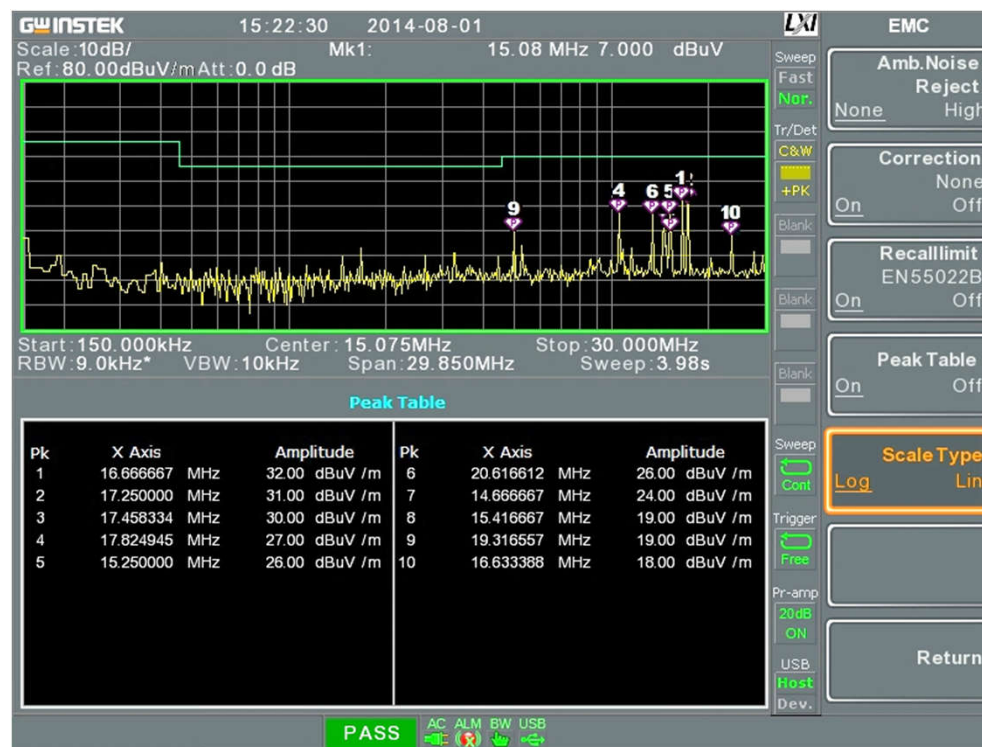 GWINSTEK 15:22:30 2014-08-01 LXI EMC
Scale:10dB/ Mk1: 15.08 MHz 7.000 dBuV
Ref:80.00dBuV/m Att:0.0 dB
Sweep
Fast
Nor.
Tr/Det
C&W
+PK
Blank
Blank
Blank
Sweep
Cont
Trigger
Free
Pr-amp
20dB
ON
USB
Host
Dev.
9 4 6 5 1 10
Start:150.000kHz Center:15.075MHz Stop:30.000MHz
RBW:9.0kHz* VBW:10kHz Span:29.850MHz Sweep:3.98s
Peak Table
Pk X Axis Amplitude Pk X Axis Amplitude
1 16.666667 MHz 32.00 dBuV /m 6 20.616612 MHz 26.00 dBuV /m
2 17.250000 MHz 31.00 dBuV /m 7 14.666667 MHz 24.00 dBuV /m
3 17.458334 MHz 30.00 dBuV /m 8 15.416667 MHz 19.00 dBuV /m
4 17.824945 MHz 27.00 dBuV /m 9 19.316557 MHz 19.00 dBuV /m
5 15.250000 MHz 26.00 dBuV /m 10 16.633388 MHz 18.00 dBuV /m
Amb.Noise
Reject
None High
Correction
None
On Off
Recalllimit
EN55022B
On Off
Peak Table
On Off
Scale Type
Log Lin
Return
PASS AC ALM BW USB